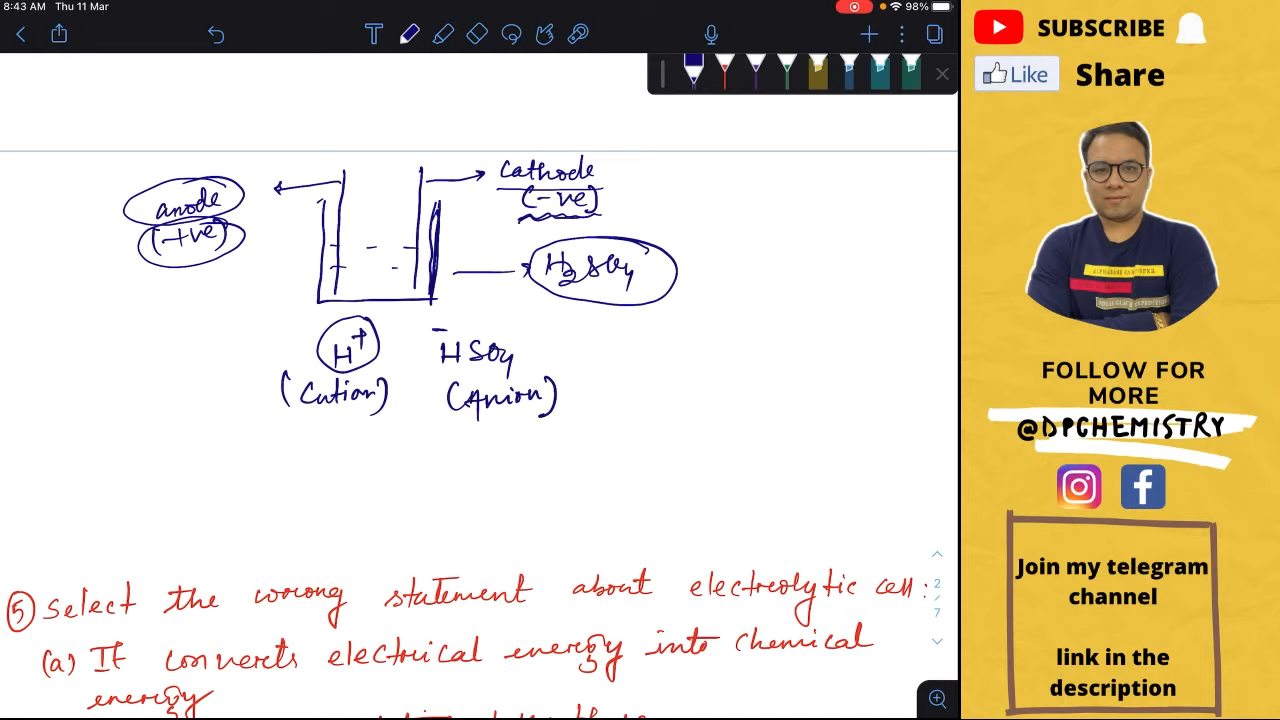 8:43 AM Thu 11 Mar
98%
SUBSCRIBE
Like Share
Cathode
(-ve)
anode
(+ve)
H2SO4
H+ -HSO4
(Cation) (Anion)
FOLLOW FOR
MORE
@DPCHEMISTRY
Join my telegram
channel
link in the
description
2
/
7
(5) Select the wrong statement about electrolytic cell:
(a) It converts electrical energy into chemical
energy